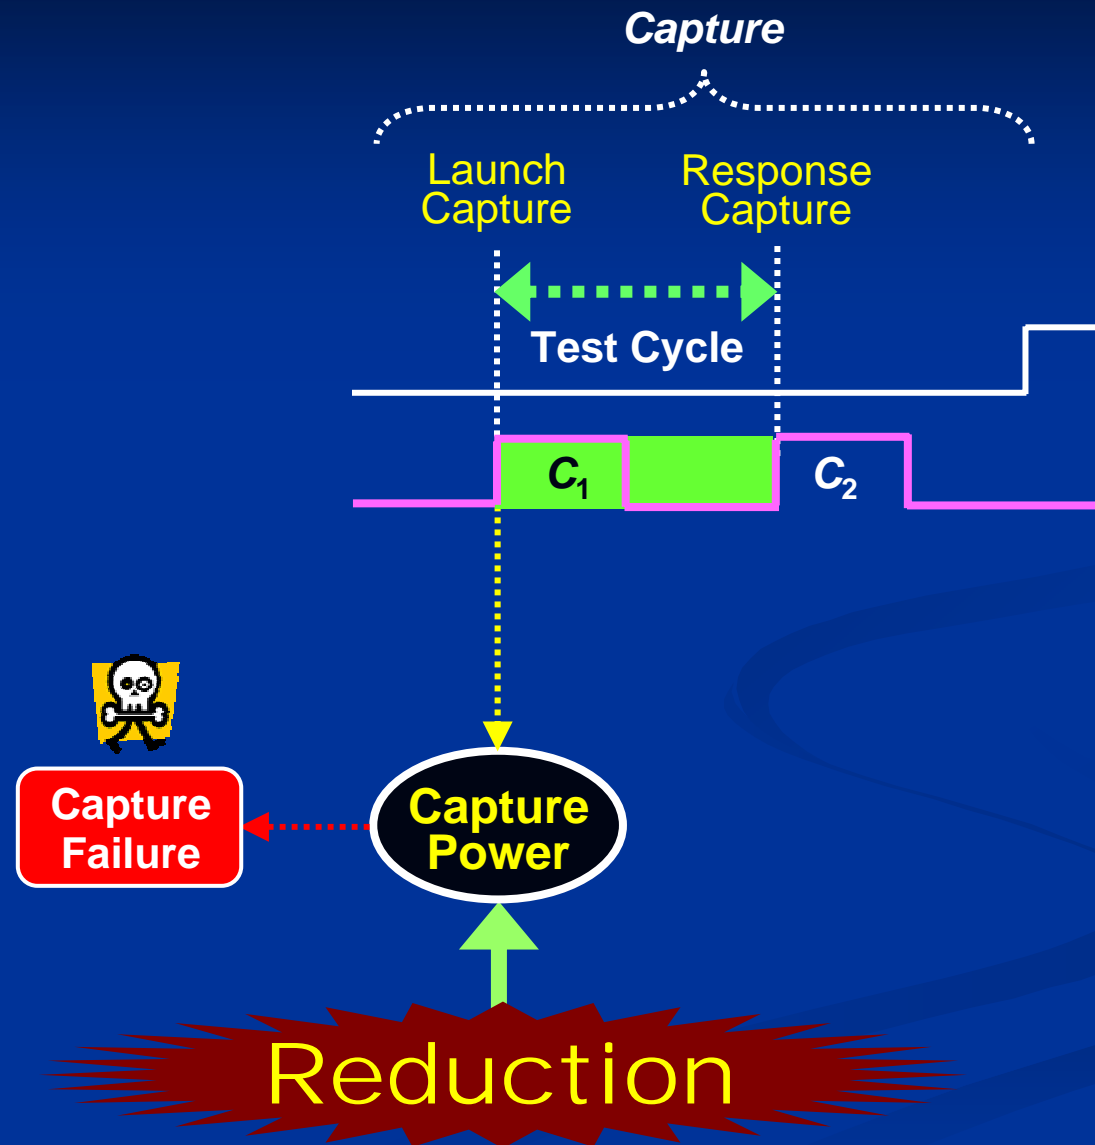 Capture
Launch
Capture
Response
Capture
Test Cycle
C1
C2
Capture
Failure
Capture
Power
Reduction